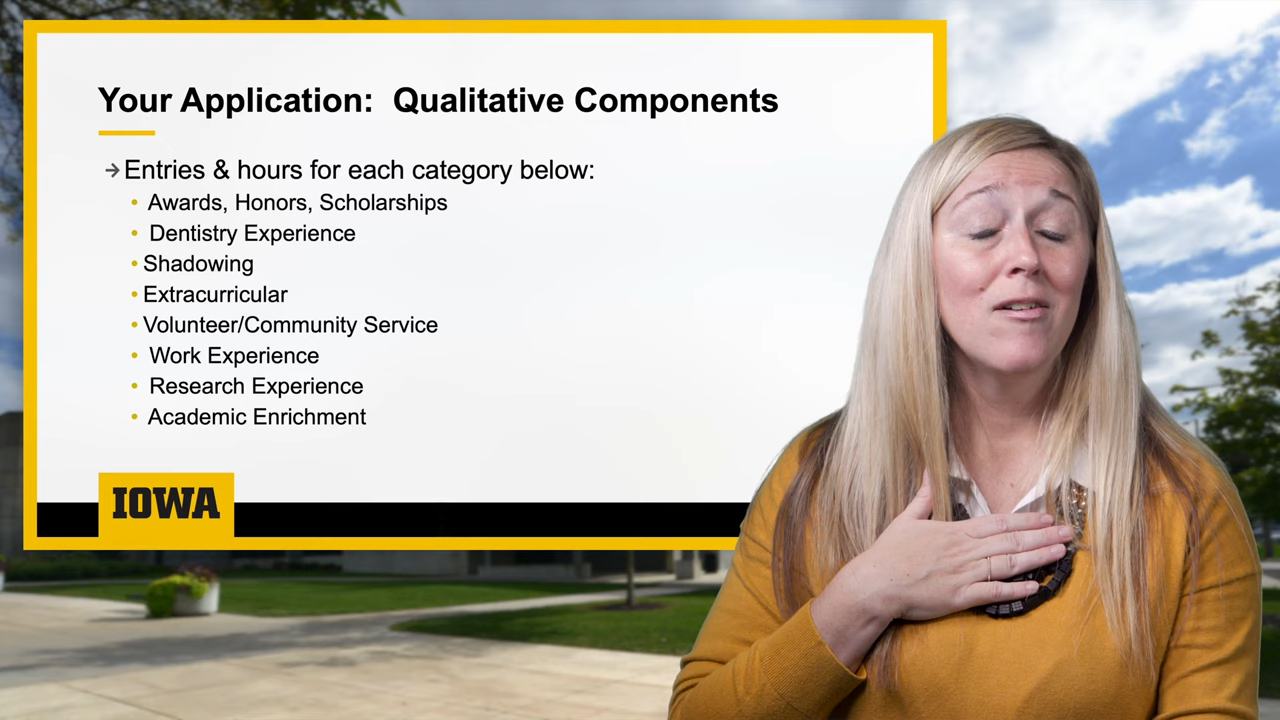 Your Application: Qualitative Components
→Entries & hours for each category below:
• Awards, Honors, Scholarships
• Dentistry Experience
• Shadowing
• Extracurricular
• Volunteer/Community Service
• Work Experience
• Research Experience
• Academic Enrichment
IOWA